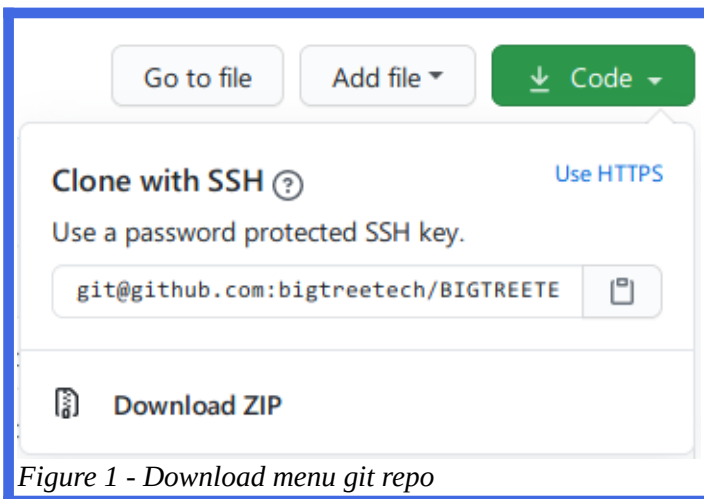 Go to file
Add file
Code
Clone with SSH ?
Use HTTPS
Use a password protected SSH key.
git@github.com:bigtreetech/BIGTREETE
Download ZIP
Figure 1 - Download menu git repo